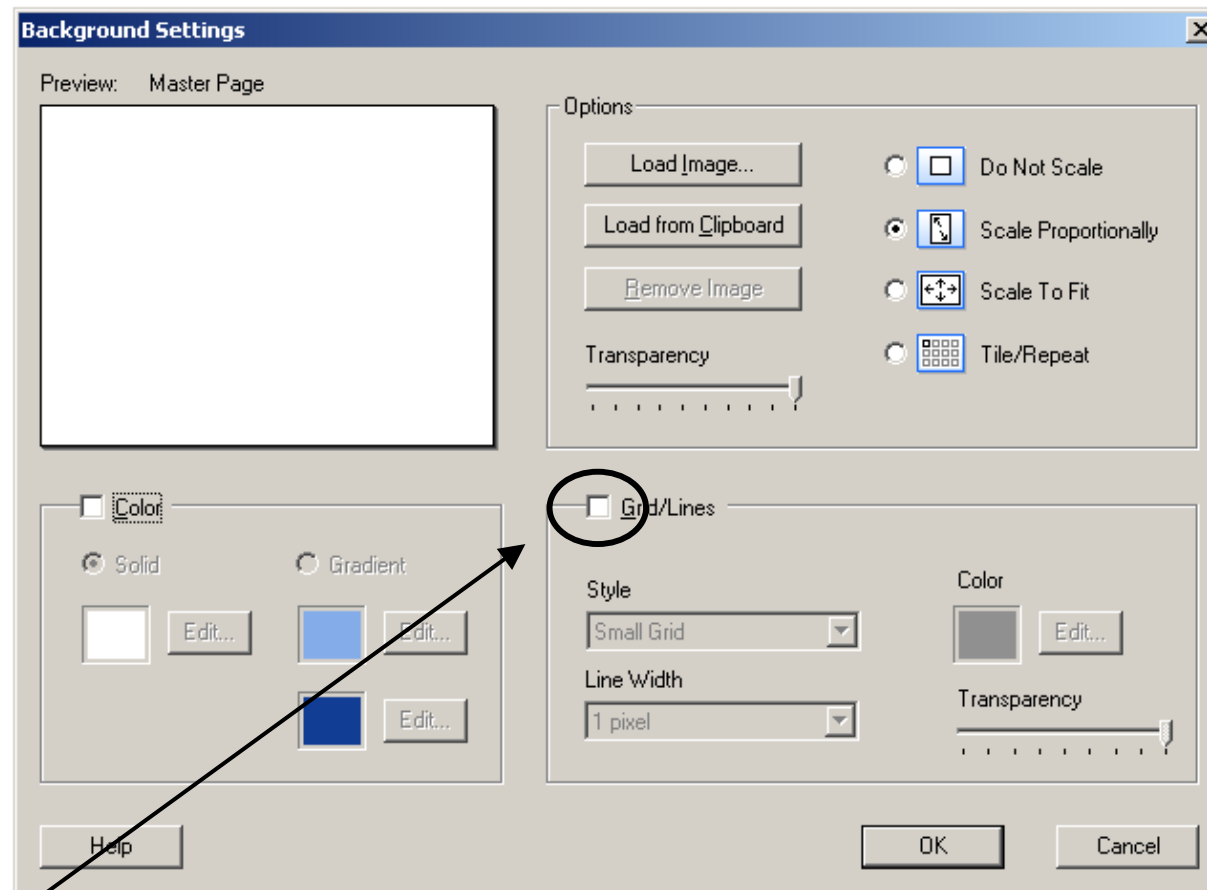 Background Settings
Preview: Master Page
Options
Load Image...
Load from Clipboard
Remove Image
Transparency
Do Not Scale
Scale Proportionally
Scale To Fit
Tile/Repeat
Color
Solid
Gradient
Edit...
Edit...
Edit...
Grid/Lines
Style
Small Grid
Line Width
1 pixel
Color
Edit...
Transparency
Help
OK
Cancel